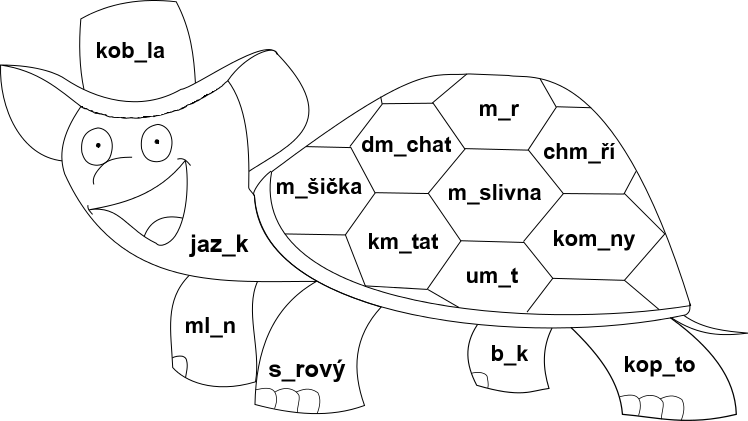 kob_la
m_r
dm_chat
chm_ří
m_šička
m_slivna
jaz_k
km_tat
kom_ny
um_t
ml_n
s_rový
b_k
kop_to